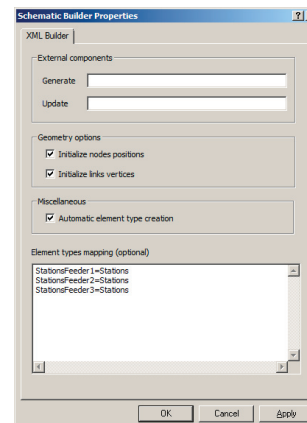 Schematic Builder Properties
?
XML Builder
External components
Generate
Update
Geometry options
Initialize nodes positions
Initialize links vertices
Miscellaneous
Automatic element type creation
Element types mapping (optional)
StationsFeeder1=Stations
StationsFeeder2=Stations
StationsFeeder3=Stations
OK Cancel Apply